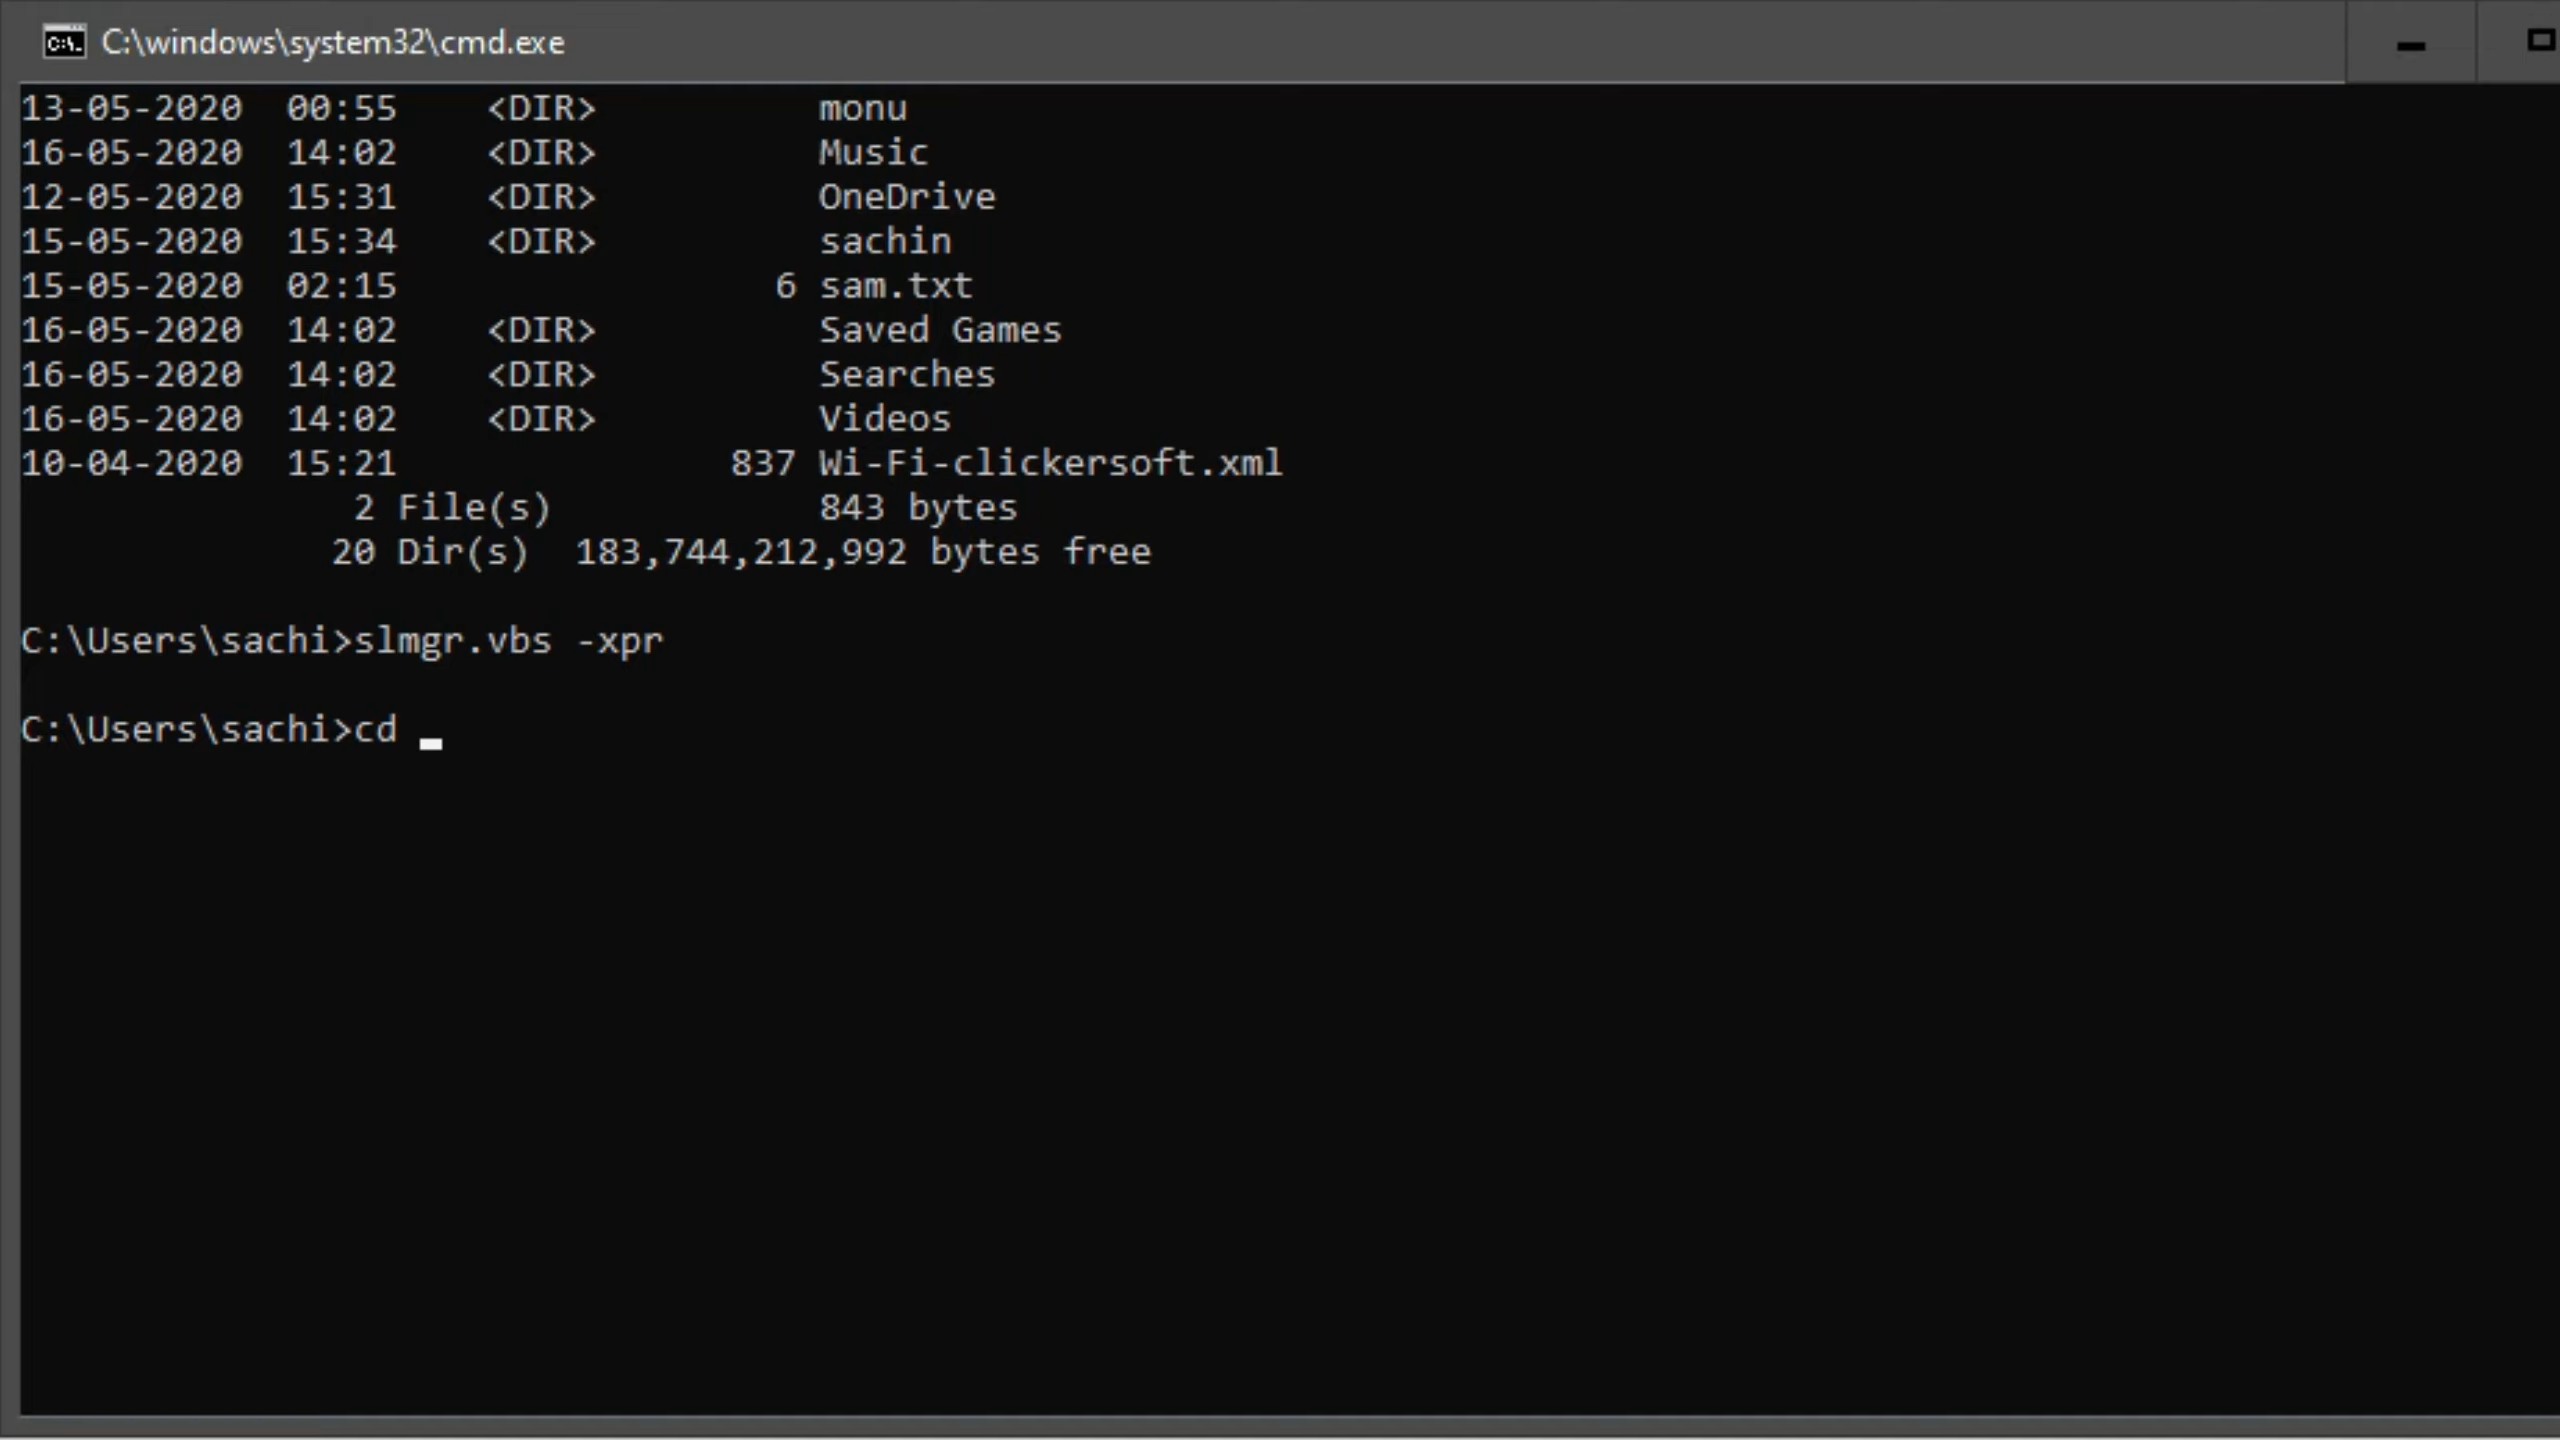 C:\windows\system32\cmd.exe
13-05-2020  00:55    <DIR>          monu
16-05-2020  14:02    <DIR>          Music
12-05-2020  15:31    <DIR>          OneDrive
15-05-2020  15:34    <DIR>          sachin
15-05-2020  02:15                 6 sam.txt
16-05-2020  14:02    <DIR>          Saved Games
16-05-2020  14:02    <DIR>          Searches
16-05-2020  14:02    <DIR>          Videos
10-04-2020  15:21               837 Wi-Fi-clickersoft.xml
               2 File(s)            843 bytes
              20 Dir(s)  183,744,212,992 bytes free
C:\Users\sachi>slmgr.vbs -xpr
C:\Users\sachi>cd